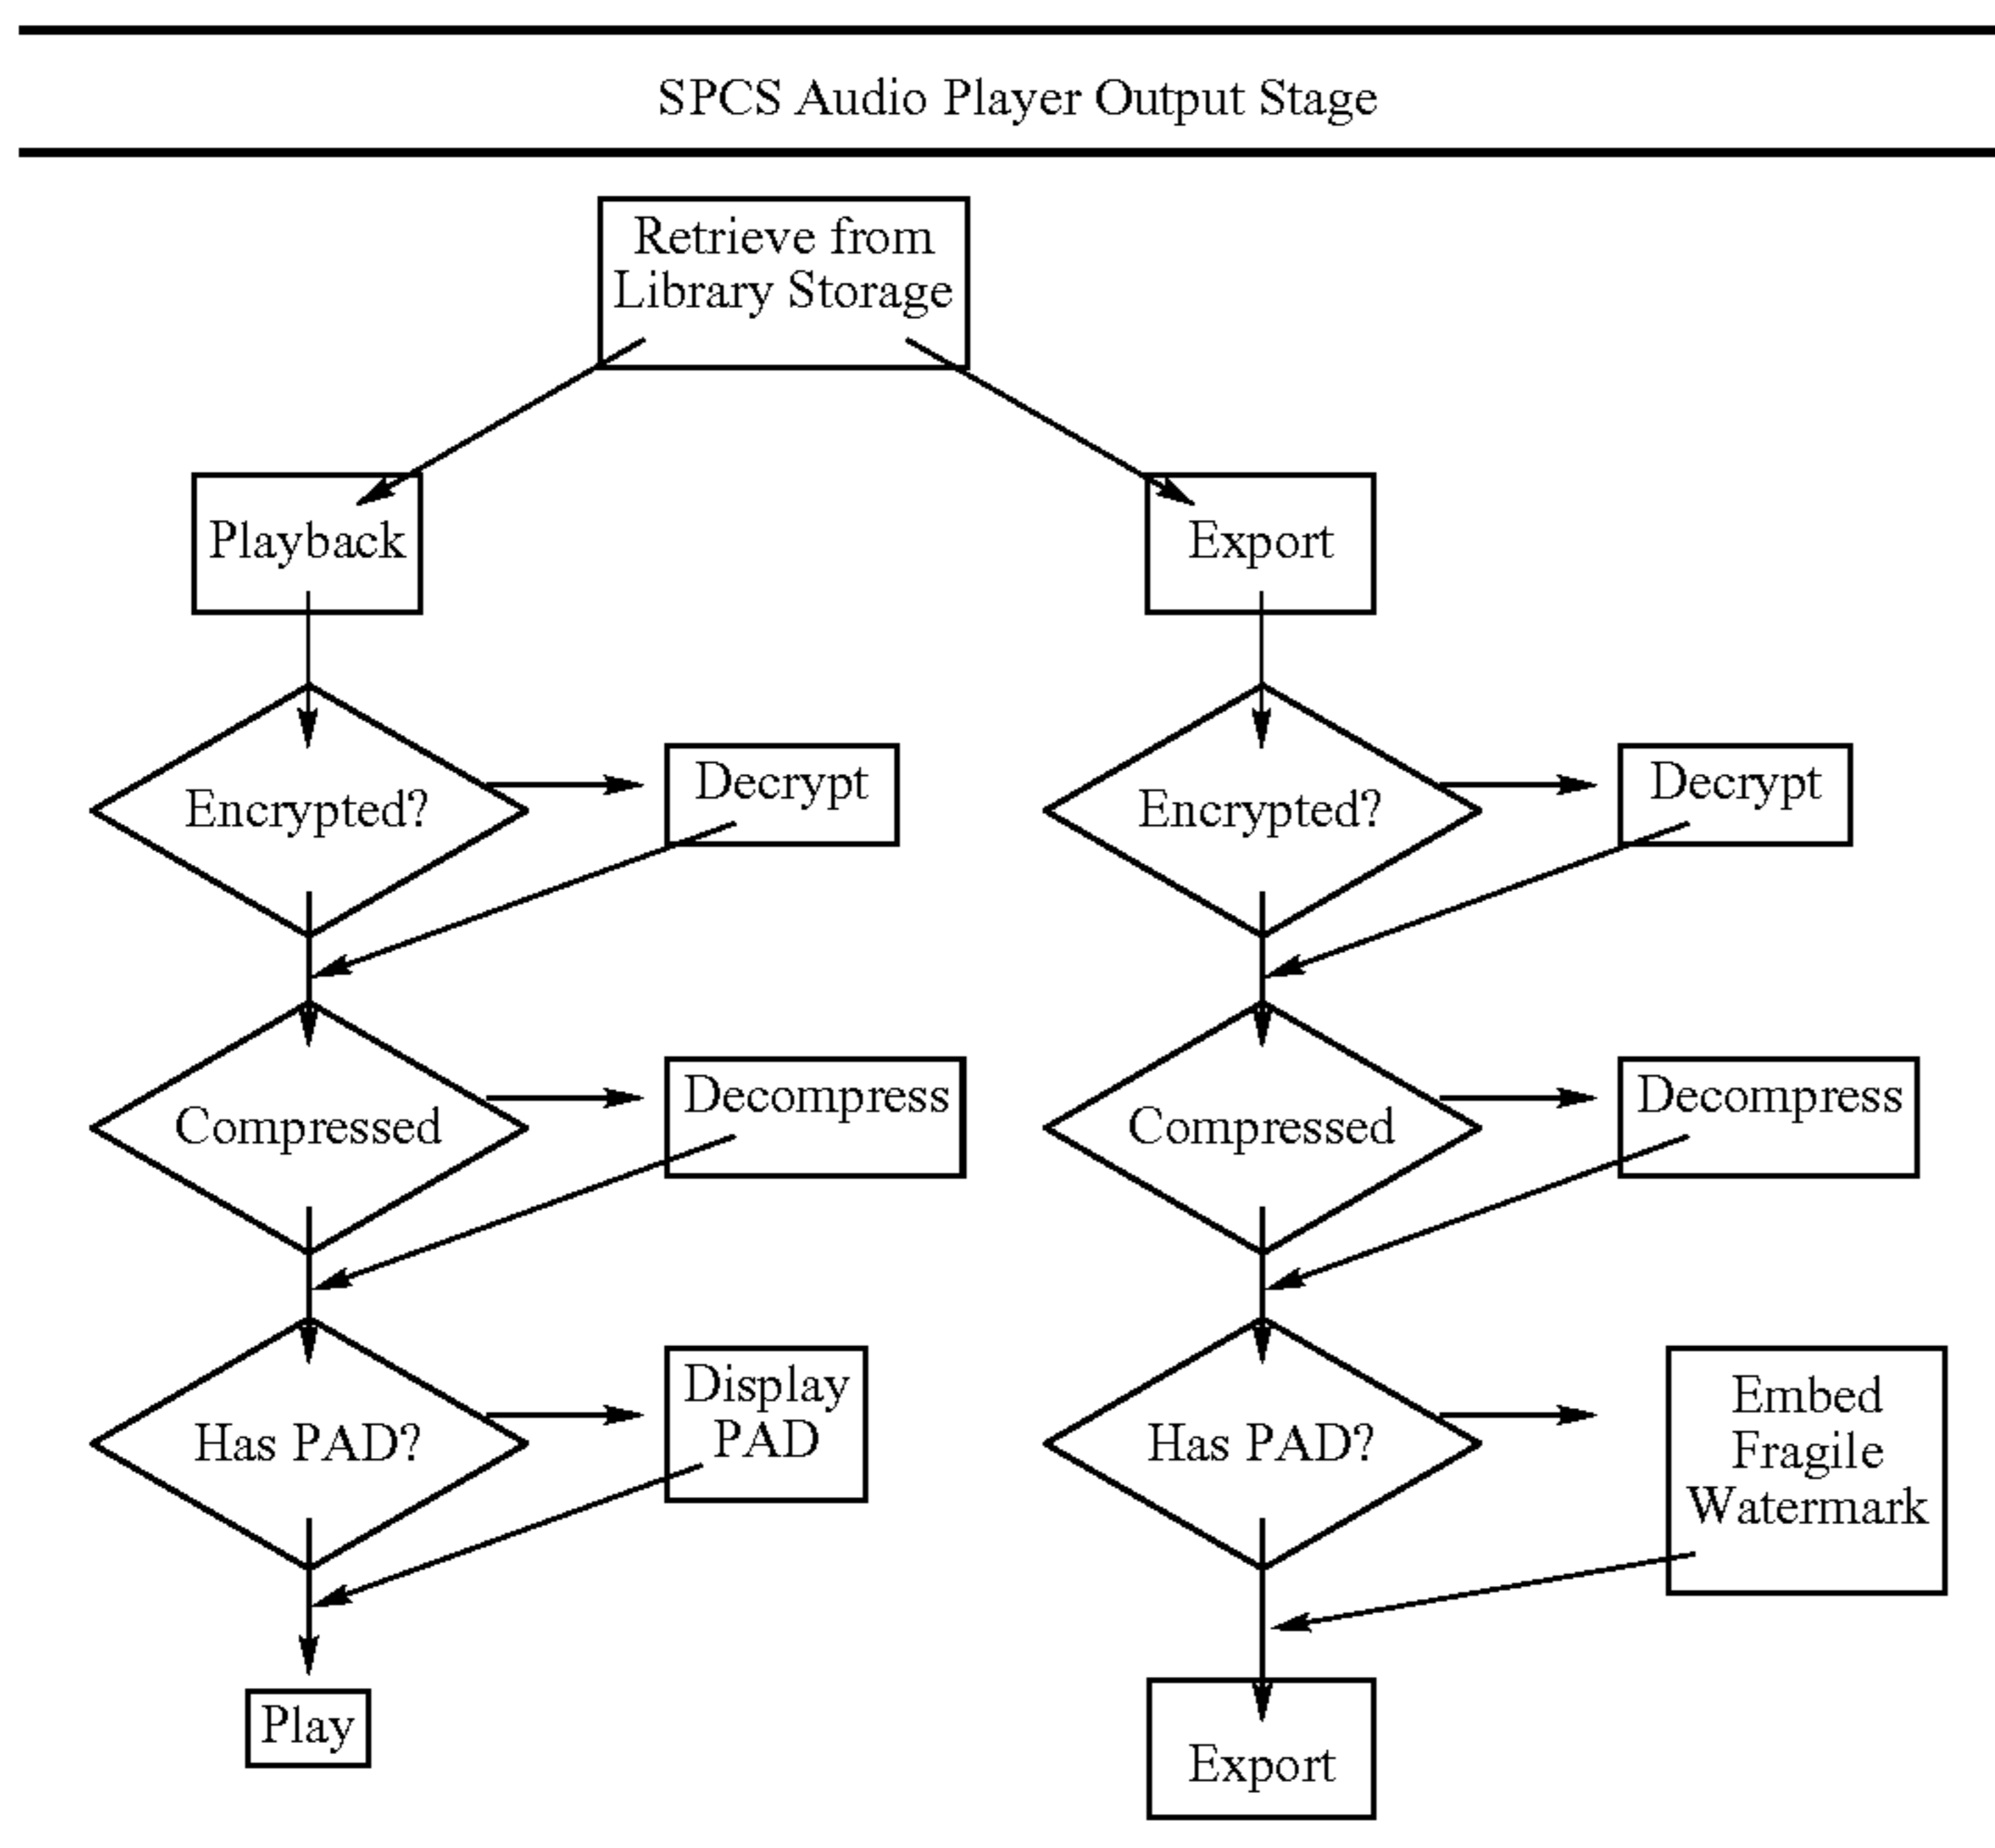 SPCS Audio Player Output Stage
Retrieve from
Library Storage
Playback
Export
Encrypted?
Decrypt
Encrypted?
Decrypt
Compressed
Decompress
Compressed
Decompress
Has PAD?
Display
PAD
Has PAD?
Embed
Fragile
Watermark
Play
Export